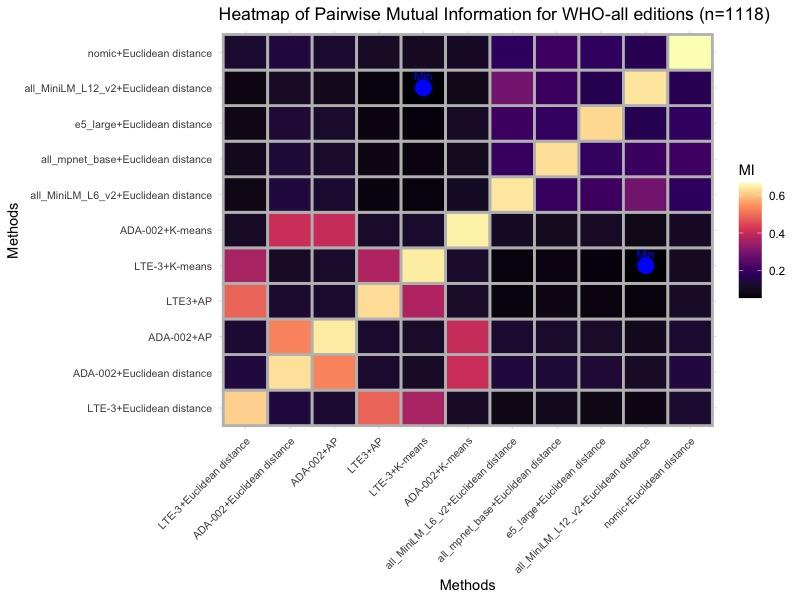 Heatmap of Pairwise Mutual Information for WHO-all editions (n=1118)
Methods
nomic+Euclidean distance
all_MiniLM_L12_v2+Euclidean distance
e5_large+Euclidean distance
all_mpnet_base+Euclidean distance
all_MiniLM_L6_v2+Euclidean distance
ADA-002+K-means
LTE-3+K-means
LTE3+AP
ADA-002+AP
ADA-002+Euclidean distance
LTE-3+Euclidean distance
Min
Min
MI
0.6
0.4
0.2
LTE-3+Euclidean distance
ADA-002+Euclidean distance
ADA-002+AP
LTE3+AP
LTE-3+K-means
ADA-002+K-means
all_MiniLM_L6_v2+Euclidean distance
all_mpnet_base+Euclidean distance
e5_large+Euclidean distance
all_MiniLM_L12_v2+Euclidean distance
nomic+Euclidean distance
Methods